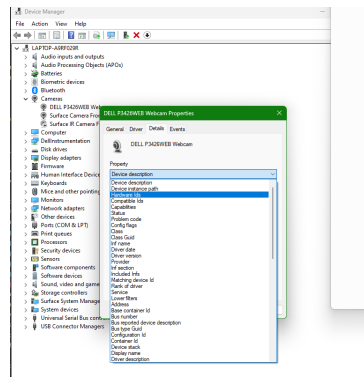 Device Manager
File Action View Help
LAPTOP-A9RF029R
Audio inputs and outputs
Audio Processing Objects (APOs)
Batteries
Biometric devices
Bluetooth
Cameras
DELL P3426WEB Web
Surface Camera Fron
Surface IR Camera F
Computer
DellInstrumentation
Disk drives
Display adapters
Firmware
Human Interface Device
Keyboards
Mice and other pointing
Monitors
Network adapters
Other devices
Ports (COM & LPT)
Print queues
Processors
Security devices
Sensors
Software components
Software devices
Sound, video and game
Storage controllers
Surface System Manage
System devices
Universal Serial Bus cont
USB Connector Managers
DELL P3426WEB Webcam Properties
General Driver Details Events
DELL P3426WEB Webcam
Property
Device description
Device description
Device instance path
Hardware Ids
Compatible Ids
Capabilities
Status
Problem code
Config flags
Class
Class Guid
Inf name
Driver date
Driver version
Provider
Inf section
Included Infs
Matching device Id
Rank of driver
Service
Lower filters
Address
Base container Id
Bus number
Bus reported device description
Bus type Guid
Configuration Id
Container Id
Device stack
Display name
Driver description